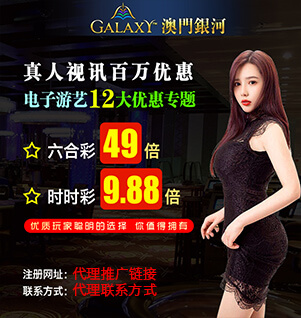 GALAXY™ 澳門銀河
真人视讯百万优惠
电子游艺12大优惠专题
六合彩 49 倍
时时彩 9.88 倍
优质玩家聪明的选择 你值得拥有
注册网址:代理推广链接
联系方式:代理联系方式